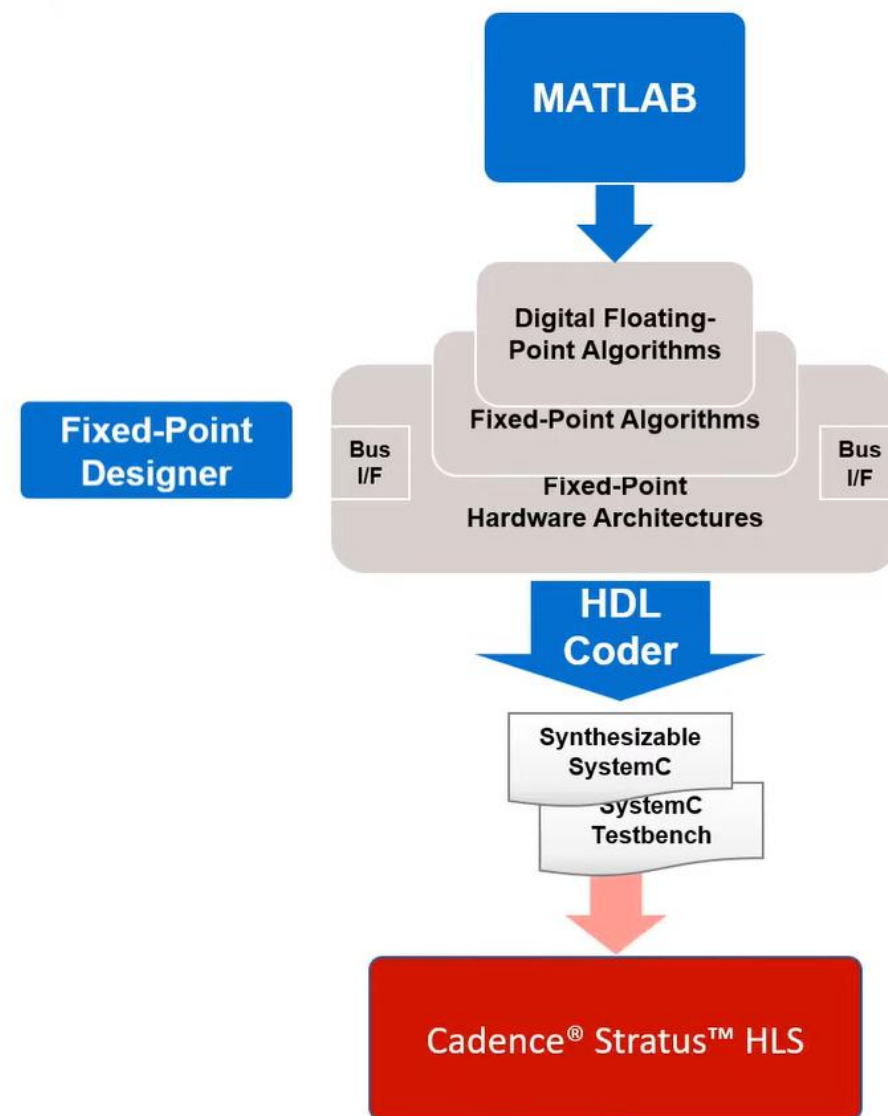 MATLAB
Digital Floating-
Point Algorithms
Fixed-Point Algorithms
Fixed-Point
Designer
Bus
I/F
Bus
I/F
Fixed-Point
Hardware Architectures
HDL
Coder
Synthesizable
SystemC
SystemC
Testbench
Cadence® Stratus™ HLS